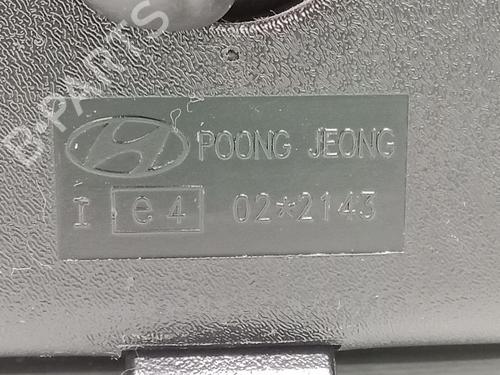 B-PARTS
POONG JEONG
I e4 02*2143